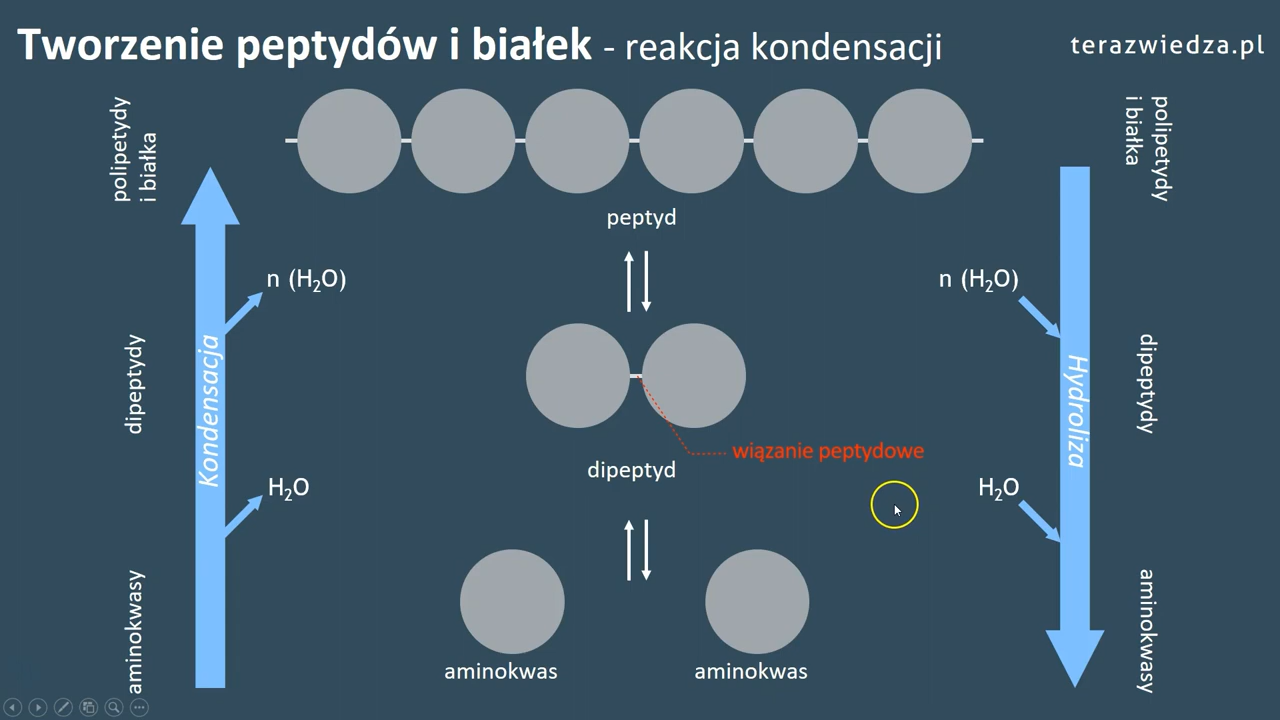 Tworzenie peptydów i białek - reakcja kondensacji
terazwiedza.pl
polipetydy
i białka
polipetydy
i białka
peptyd
n (H₂O)
n (H₂O)
dipeptydy
Kondensacja
Hydroliza
dipeptydy
wiązanie peptydowe
dipeptyd
H₂O
H₂O
aminokwasy
aminokwasy
aminokwas
aminokwas